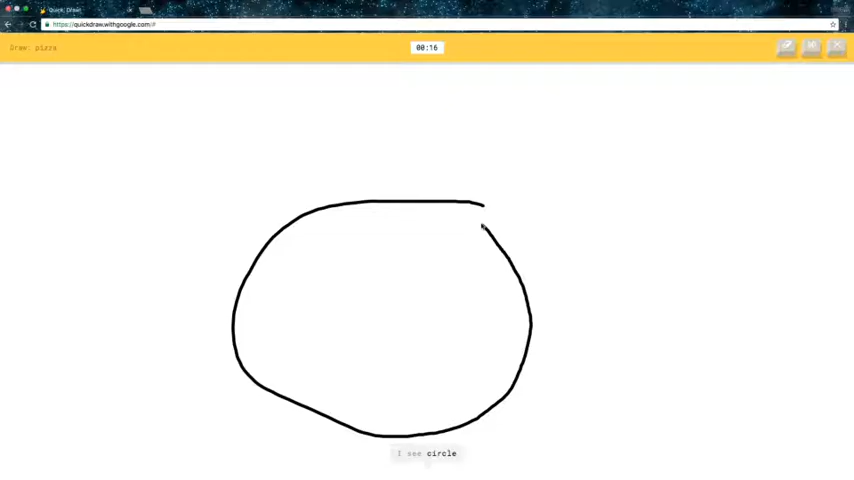 Quick, Draw!
https://quickdraw.withgoogle.com/#
Draw: pizza
00:16
I see circle